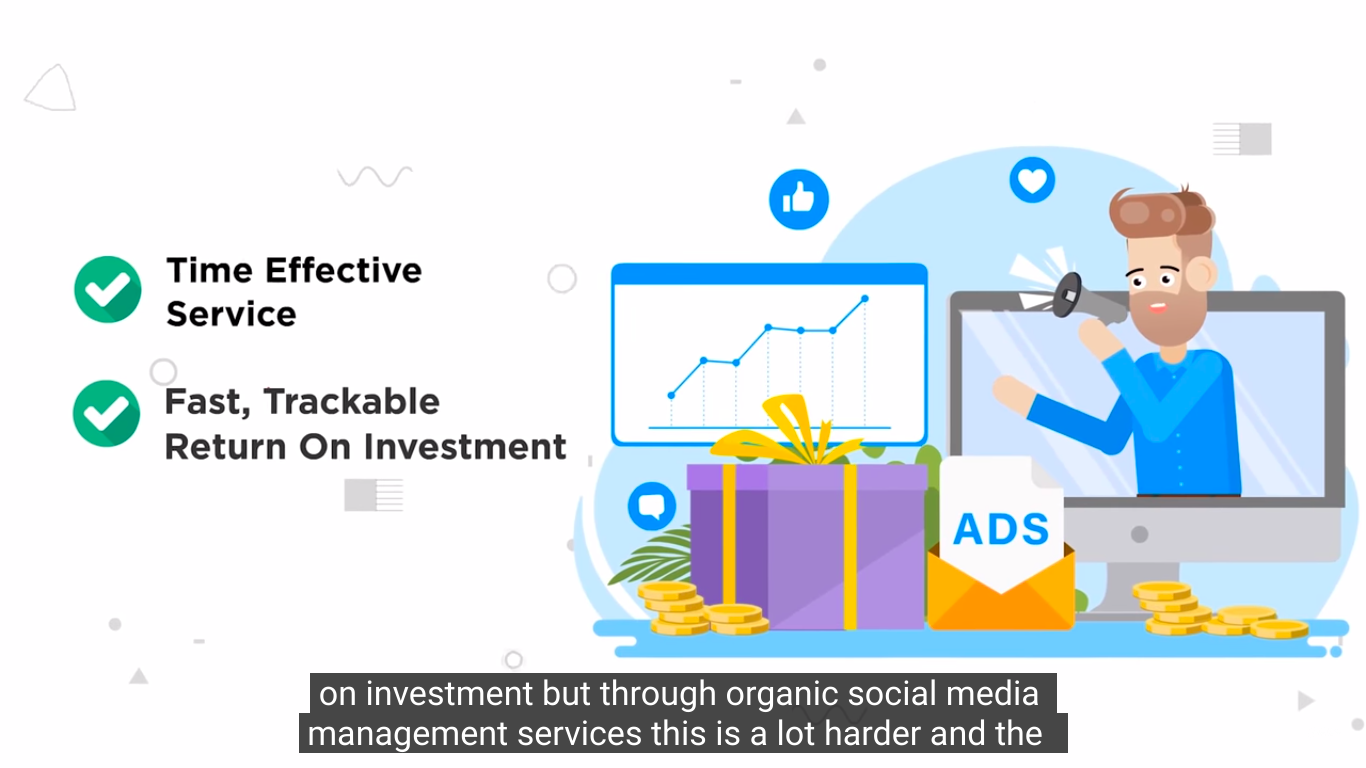 Time Effective
Service
Fast, Trackable
Return On Investment
ADS
on investment but through organic social media
management services this is a lot harder and the